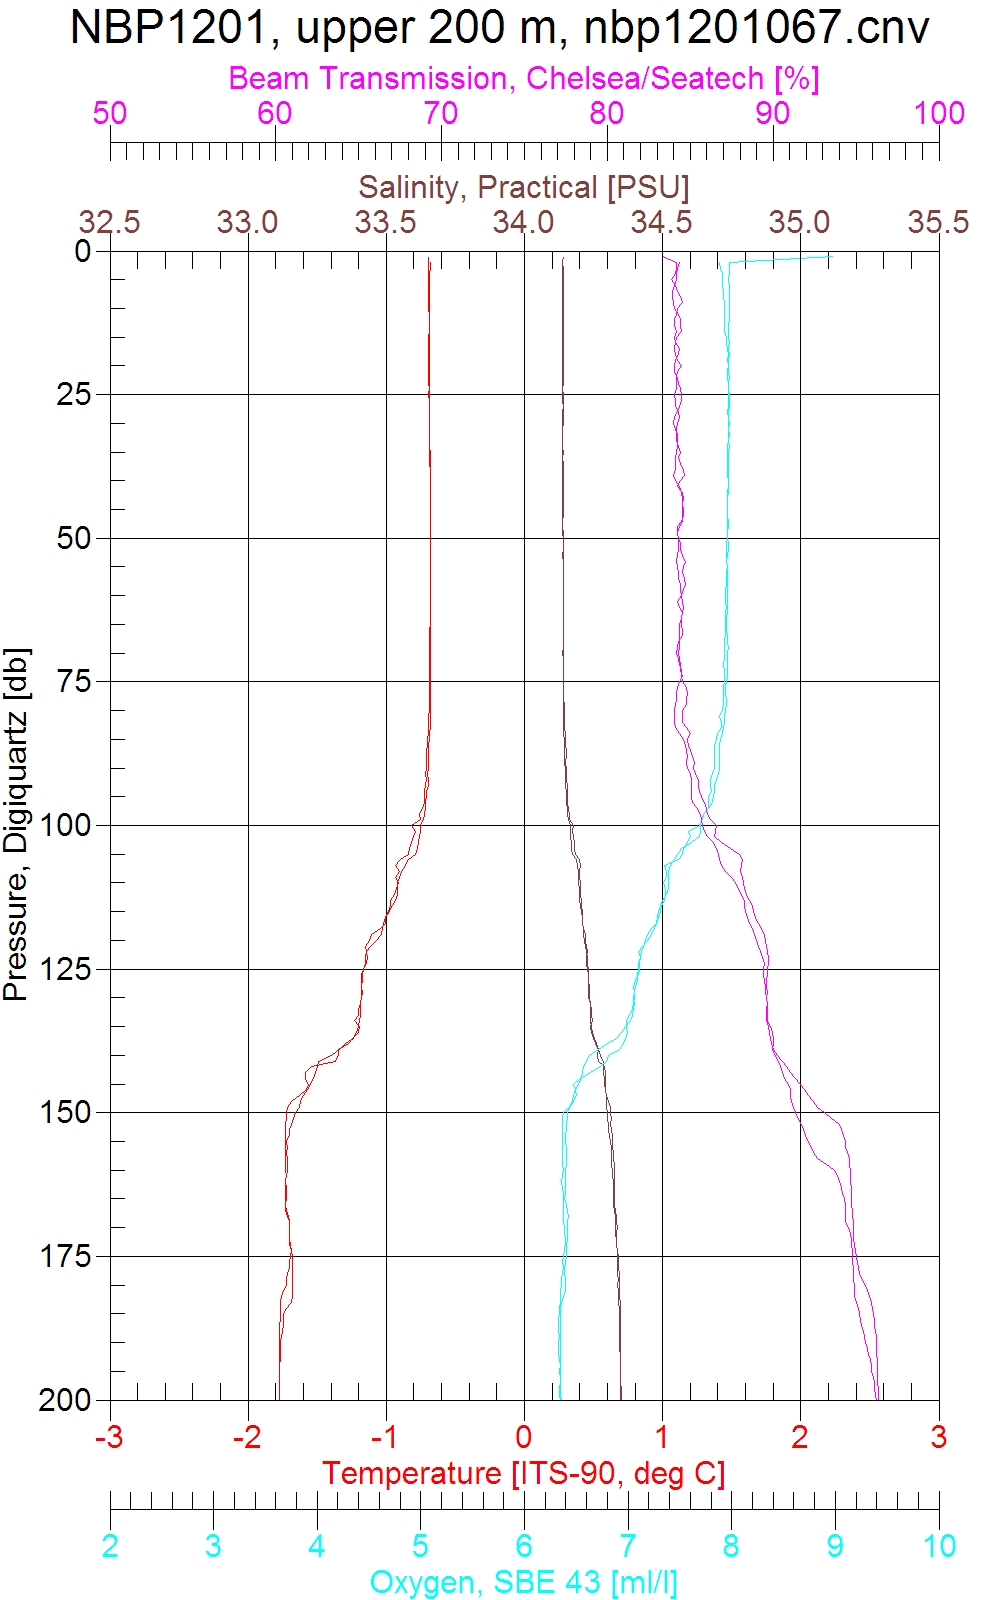 NBP1201, upper 200 m, nbp1201067.cnv
Beam Transmission, Chelsea/Seatech [%]
50 60 70 80 90 100
Salinity, Practical [PSU]
32.5 33.0 33.5 34.0 34.5 35.0 35.5
0
25
50
75
100
125
150
175
200
Pressure, Digiquartz [db]
-3 -2 -1 0 1 2 3
Temperature [ITS-90, deg C]
2 3 4 5 6 7 8 9 10
Oxygen, SBE 43 [ml/l]